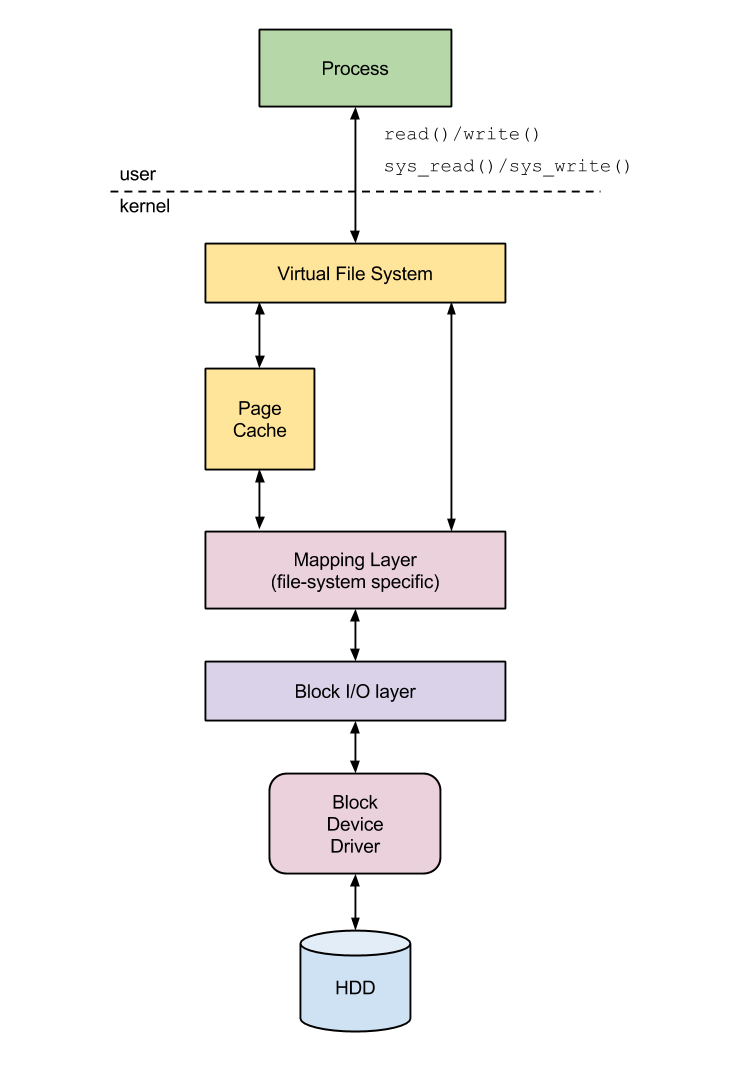 Process
read()/write()
sys_read()/sys_write()
user
kernel
Virtual File System
Page
Cache
Mapping Layer
(file-system specific)
Block I/O layer
Block
Device
Driver
HDD